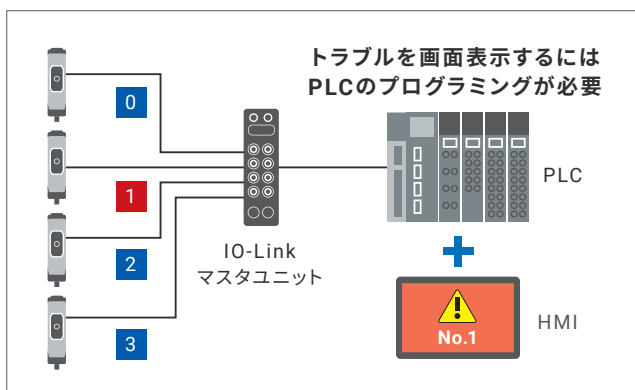 トラブルを画面表示するには
PLCのプログラミングが必要
0
1
2
3
IO-Link
マスタユニット
PLC
No.1
HMI